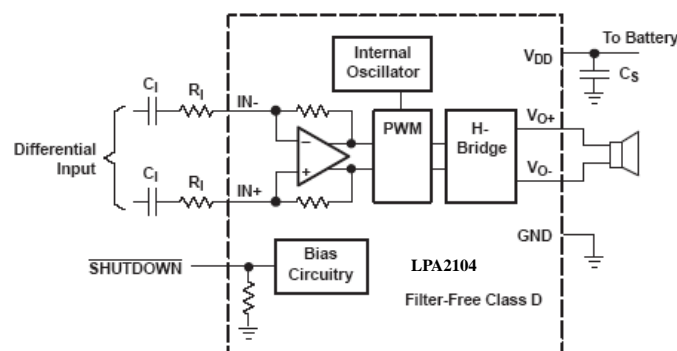 To Battery
Internal
Oscillator
VDD
CS
CI
RI
IN-
PWM
H-
Bridge
VO+
Differential
Input
−
+
CI
RI
IN+
VO-
GND
SHUTDOWN
Bias
Circuitry
LPA2104
Filter-Free Class D